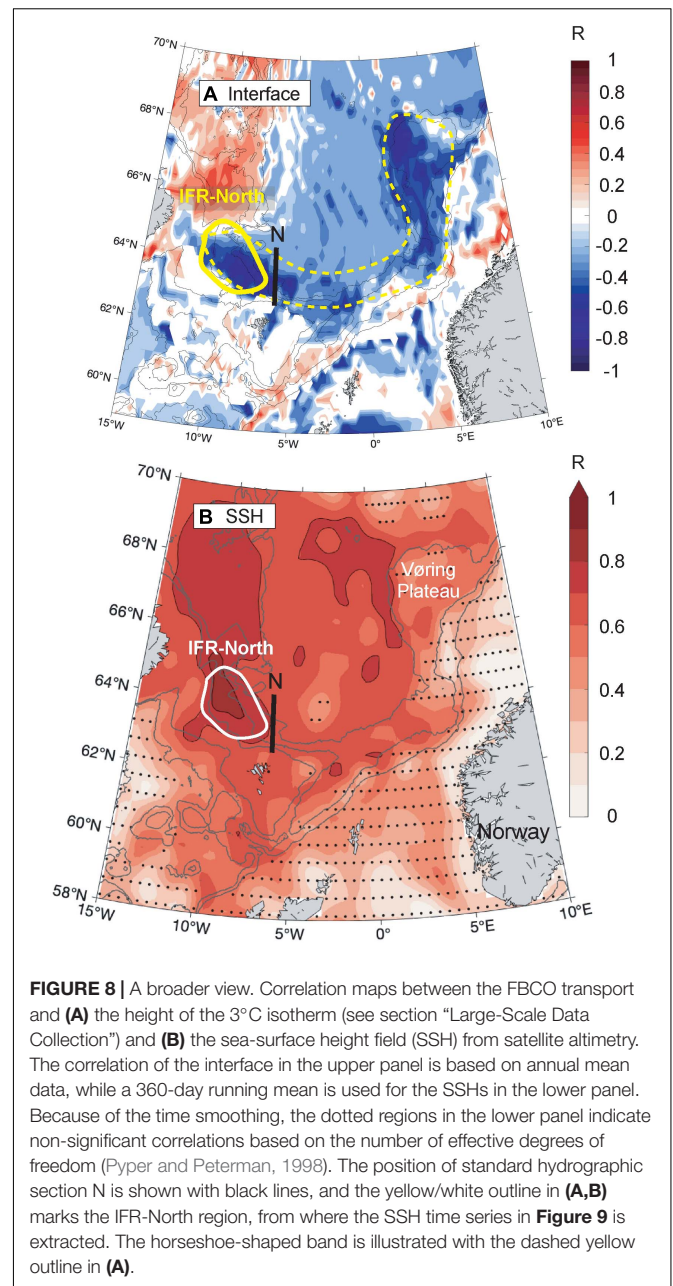 70°N
68°N
66°N
64°N
62°N
60°N
15°W
10°W
5°W
0°
5°E
10°E
A Interface
IFR-North
N
R
1
0.8
0.6
0.4
0.2
0
-0.2
-0.4
-0.6
-0.8
-1
70°N
68°N
66°N
64°N
62°N
60°N
58°N
15°W
10°W
5°W
0°
5°E
10°E
B SSH
Vøring
Plateau
IFR-North
N
Norway
R
1
0.8
0.6
0.4
0.2
0
FIGURE 8 | A broader view. Correlation maps between the FBCO transport
and (A) the height of the 3°C isotherm (see section “Large-Scale Data
Collection”) and (B) the sea-surface height field (SSH) from satellite altimetry.
The correlation of the interface in the upper panel is based on annual mean
data, while a 360-day running mean is used for the SSHs in the lower panel.
Because of the time smoothing, the dotted regions in the lower panel indicate
non-significant correlations based on the number of effective degrees of
freedom (Pyper and Peterman, 1998). The position of standard hydrographic
section N is shown with black lines, and the yellow/white outline in (A,B)
marks the IFR-North region, from where the SSH time series in Figure 9 is
extracted. The horseshoe-shaped band is illustrated with the dashed yellow
outline in (A).